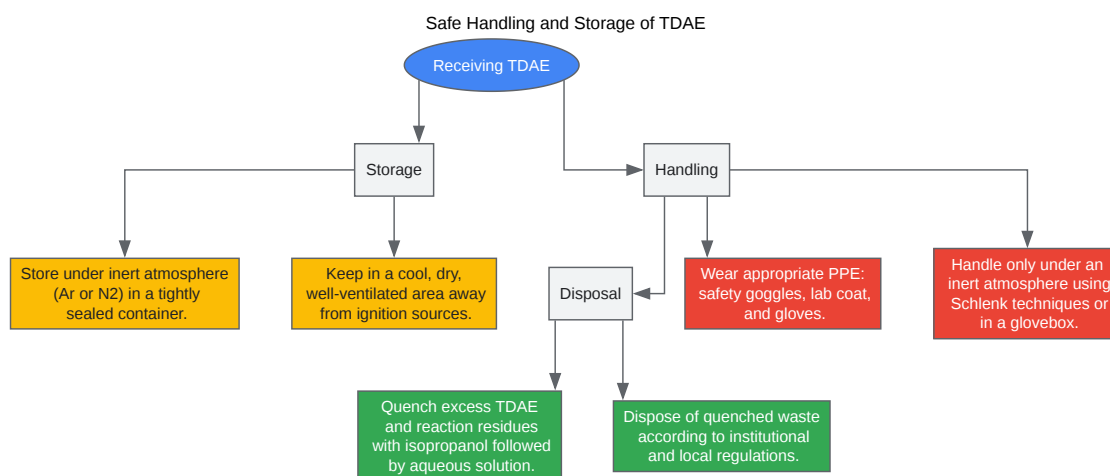 Safe Handling and Storage of TDAE
Receiving TDAE
Storage
Handling
Store under inert atmosphere
(Ar or N2) in a tightly
sealed container.
Keep in a cool, dry,
well-ventilated area away
from ignition sources.
Disposal
Wear appropriate PPE:
safety goggles, lab coat,
and gloves.
Handle only under an
inert atmosphere using
Schlenk techniques or
in a glovebox.
Quench excess TDAE
and reaction residues
with isopropanol followed
by aqueous solution.
Dispose of quenched waste
according to institutional
and local regulations.